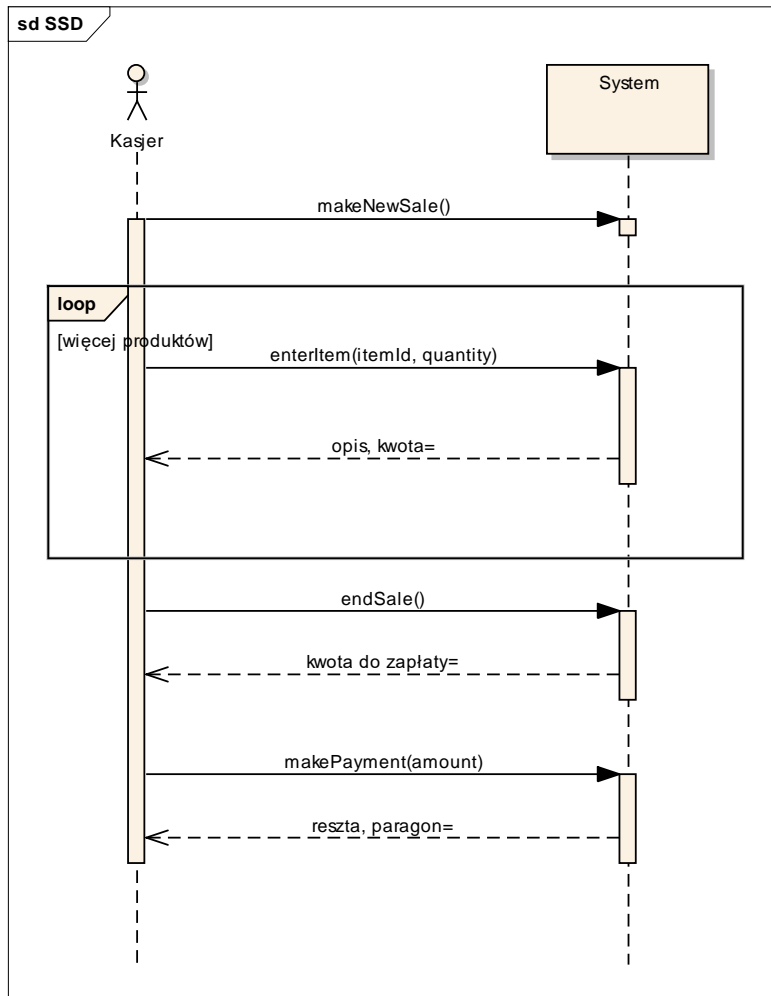 sd SSD
Kasjer
System
makeNewSale()
loop
[więcej produktów]
enterItem(itemId, quantity)
opis, kwota=
endSale()
kwota do zapłaty=
makePayment(amount)
reszta, paragon=